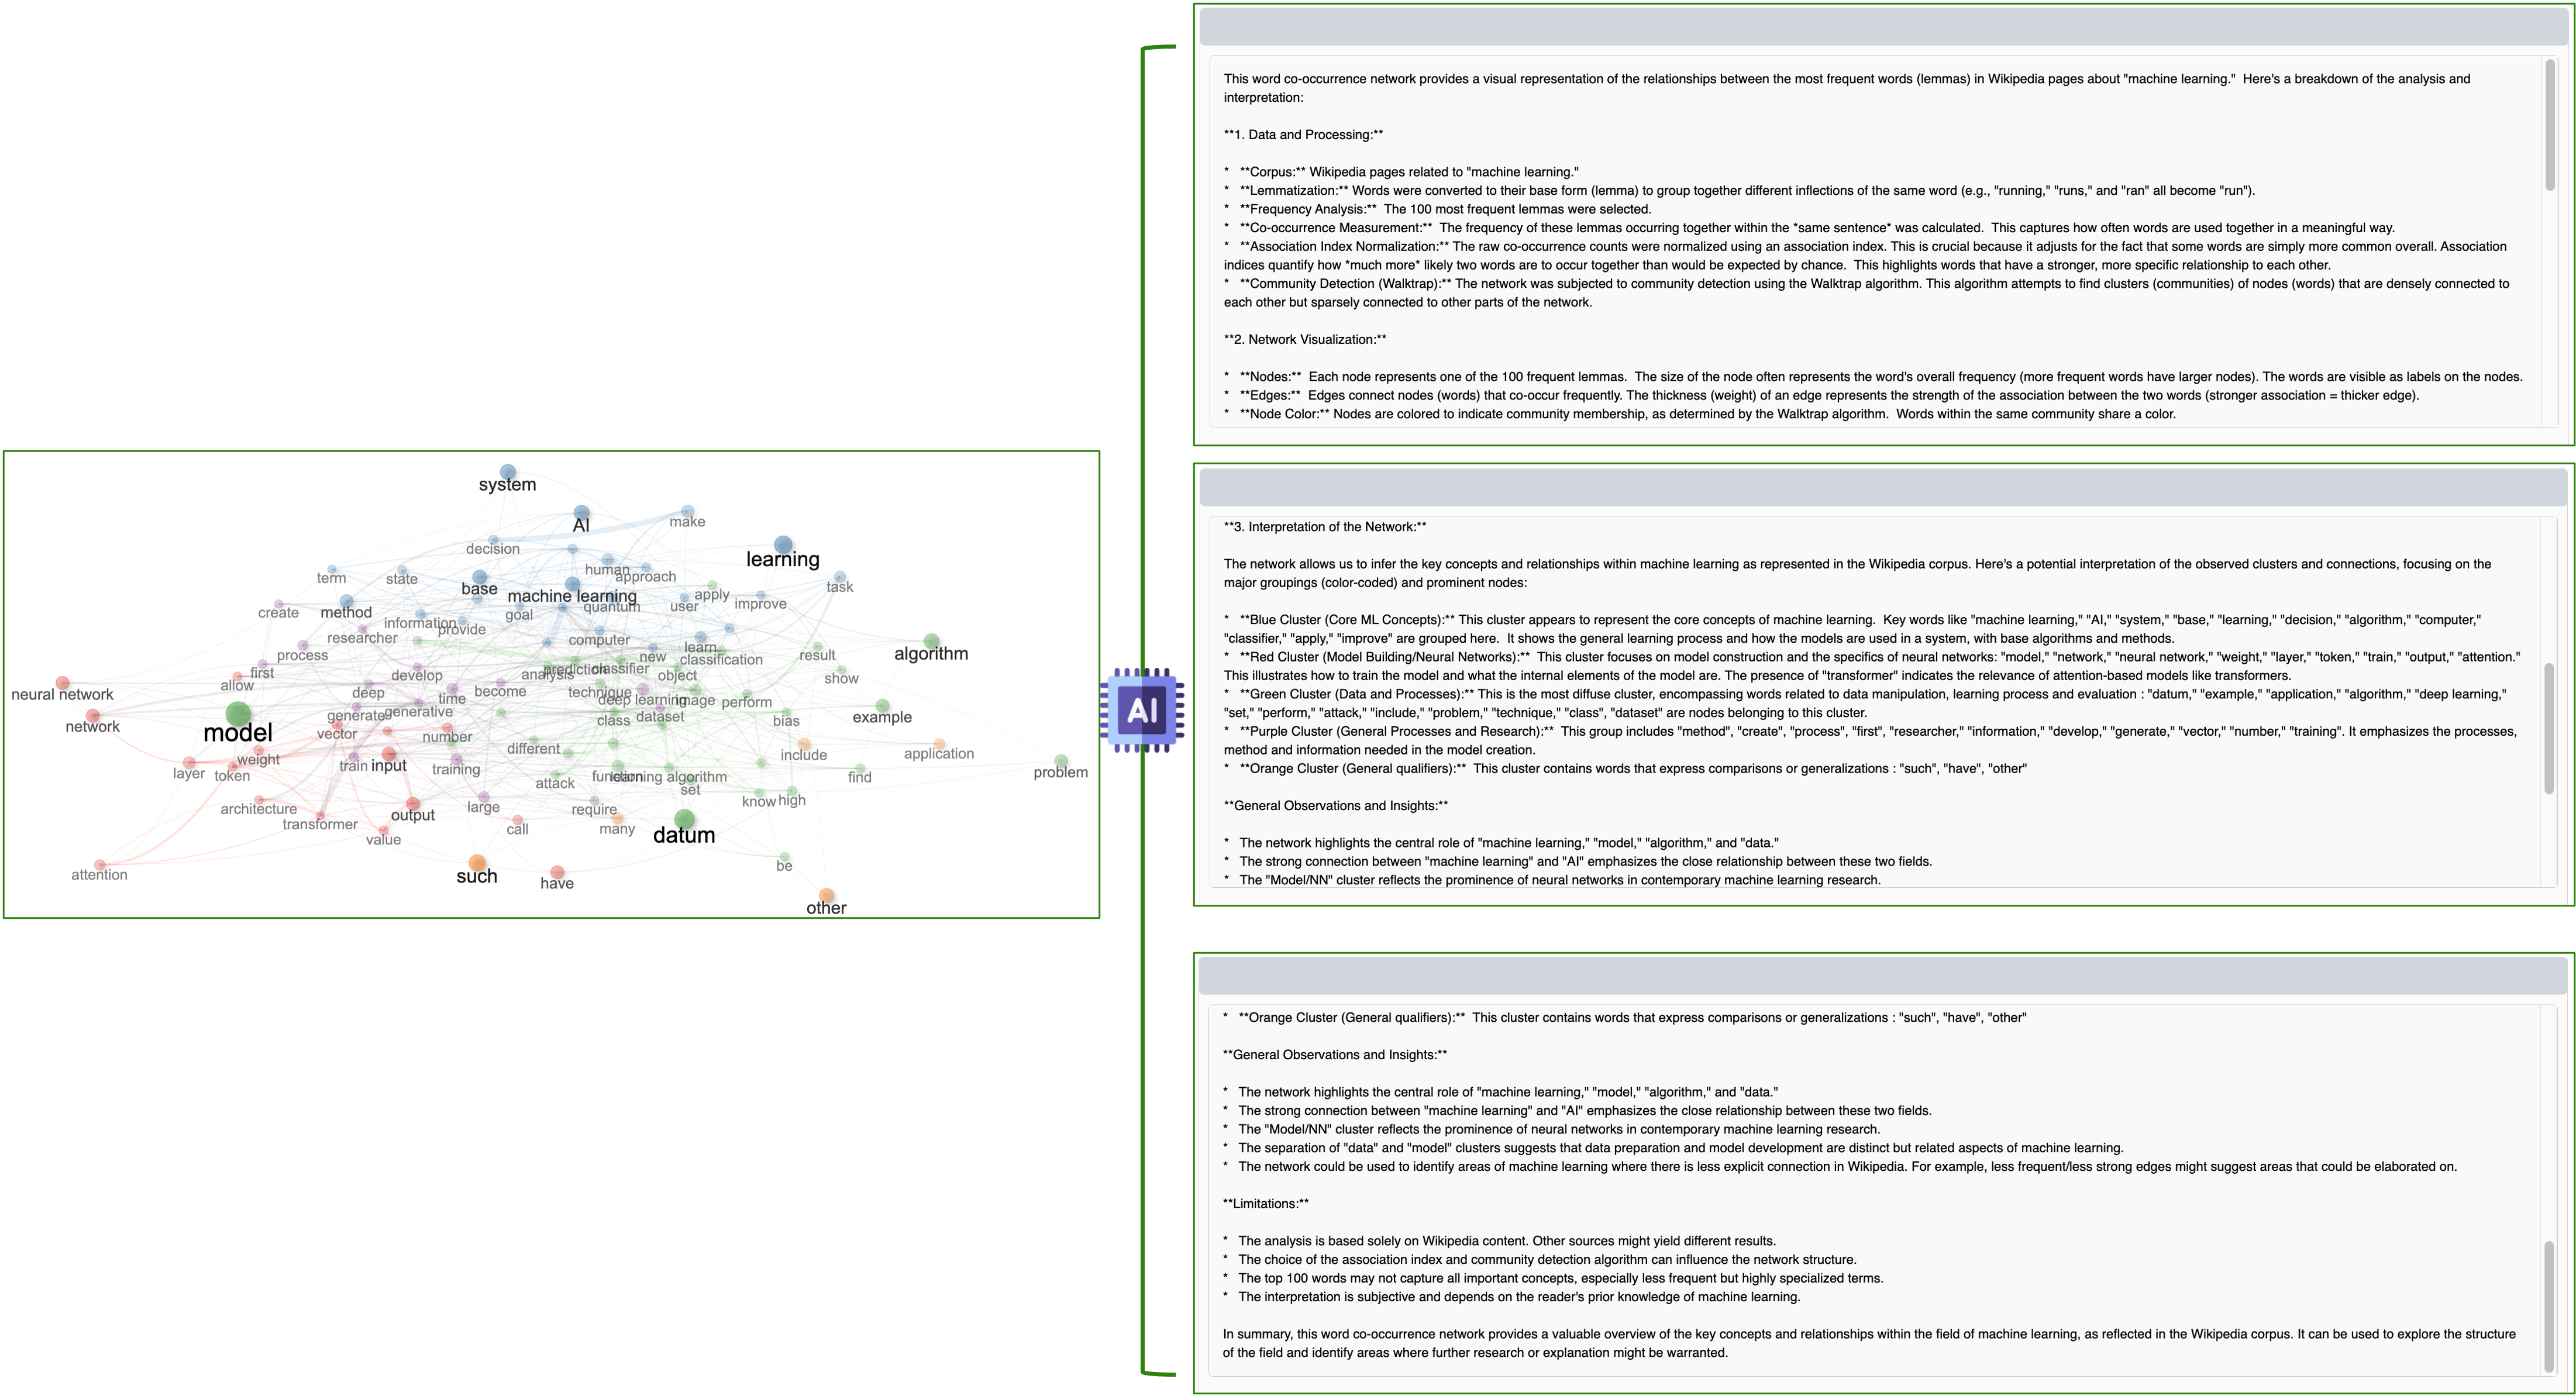 system
AI
make
decision
learning
term
state
human
approach
base
machine learning
task
create
method
goal
quantum
user
apply
improve
information
provide
researcher
computer
process
learn
algorithm
new
classification
result
first
analysis
prediction
classifier
object
show
allow
develop
neural network
deep
time
become
technique
deep learning
image
perform
network
generate
generative
class
dataset
bias
example
model
vector
number
different
include
application
weight
layer
token
train
input
training
attack
function
learning algorithm
set
find
problem
know
high
architecture
large
require
transformer
output
call
many
datum
value
attention
such
have
be
other
AI
This word co-occurrence network provides a visual representation of the relationships between the most frequent words (lemmas) in Wikipedia pages about "machine learning."  Here's a breakdown of the analysis and
interpretation:
**1. Data and Processing:**
*   **Corpus:** Wikipedia pages related to "machine learning."
*   **Lemmatization:** Words were converted to their base form (lemma) to group together different inflections of the same word (e.g., "running," "runs," and "ran" all become "run").
*   **Frequency Analysis:**  The 100 most frequent lemmas were selected.
*   **Co-occurrence Measurement:**  The frequency of these lemmas occurring together within the *same sentence* was calculated.  This captures how often words are used together in a meaningful way.
*   **Association Index Normalization:** The raw co-occurrence counts were normalized using an association index. This is crucial because it adjusts for the fact that some words are simply more common overall. Association
indices quantify how *much more* likely two words are to occur together than would be expected by chance.  This highlights words that have a stronger, more specific relationship to each other.
*   **Community Detection (Walktrap):** The network was subjected to community detection using the Walktrap algorithm. This algorithm attempts to find clusters (communities) of nodes (words) that are densely connected to
each other but sparsely connected to other parts of the network.
**2. Network Visualization:**
*   **Nodes:**  Each node represents one of the 100 frequent lemmas.  The size of the node often represents the word's overall frequency (more frequent words have larger nodes). The words are visible as labels on the nodes.
*   **Edges:**  Edges connect nodes (words) that co-occur frequently. The thickness (weight) of an edge represents the strength of the association between the two words (stronger association = thicker edge).
*   **Node Color:** Nodes are colored to indicate community membership, as determined by the Walktrap algorithm.  Words within the same community share a color.
**3. Interpretation of the Network:**
The network allows us to infer the key concepts and relationships within machine learning as represented in the Wikipedia corpus. Here's a potential interpretation of the observed clusters and connections, focusing on the
major groupings (color-coded) and prominent nodes:
*   **Blue Cluster (Core ML Concepts):** This cluster appears to represent the core concepts of machine learning.  Key words like "machine learning," "AI," "system," "base," "learning," "decision," "algorithm," "computer,"
"classifier," "apply," "improve" are grouped here.  It shows the general learning process and how the models are used in a system, with base algorithms and methods.
*   **Red Cluster (Model Building/Neural Networks):**  This cluster focuses on model construction and the specifics of neural networks: "model," "network," "neural network," "weight," "layer," "token," "train," "output," "attention."
This illustrates how to train the model and what the internal elements of the model are. The presence of "transformer" indicates the relevance of attention-based models like transformers.
*   **Green Cluster (Data and Processes):** This is the most diffuse cluster, encompassing words related to data manipulation, learning process and evaluation : "datum," "example," "application," "algorithm," "deep learning,"
"set," "perform," "attack," "include," "problem," "technique," "class", "dataset" are nodes belonging to this cluster.
*   **Purple Cluster (General Processes and Research):**  This group includes "method", "create", "process", "first", "researcher," "information," "develop," "generate," "vector," "number," "training". It emphasizes the processes,
method and information needed in the model creation.
*   **Orange Cluster (General qualifiers):**  This cluster contains words that express comparisons or generalizations : "such", "have", "other"
**General Observations and Insights:**
*   The network highlights the central role of "machine learning," "model," "algorithm," and "data."
*   The strong connection between "machine learning" and "AI" emphasizes the close relationship between these two fields.
*   The "Model/NN" cluster reflects the prominence of neural networks in contemporary machine learning research.
*   **Orange Cluster (General qualifiers):**  This cluster contains words that express comparisons or generalizations : "such", "have", "other"
**General Observations and Insights:**
*   The network highlights the central role of "machine learning," "model," "algorithm," and "data."
*   The strong connection between "machine learning" and "AI" emphasizes the close relationship between these two fields.
*   The "Model/NN" cluster reflects the prominence of neural networks in contemporary machine learning research.
*   The separation of "data" and "model" clusters suggests that data preparation and model development are distinct but related aspects of machine learning.
*   The network could be used to identify areas of machine learning where there is less explicit connection in Wikipedia. For example, less frequent/less strong edges might suggest areas that could be elaborated on.
**Limitations:**
*   The analysis is based solely on Wikipedia content. Other sources might yield different results.
*   The choice of the association index and community detection algorithm can influence the network structure.
*   The top 100 words may not capture all important concepts, especially less frequent but highly specialized terms.
*   The interpretation is subjective and depends on the reader's prior knowledge of machine learning.
In summary, this word co-occurrence network provides a valuable overview of the key concepts and relationships within the field of machine learning, as reflected in the Wikipedia corpus. It can be used to explore the structure
of the field and identify areas where further research or explanation might be warranted.